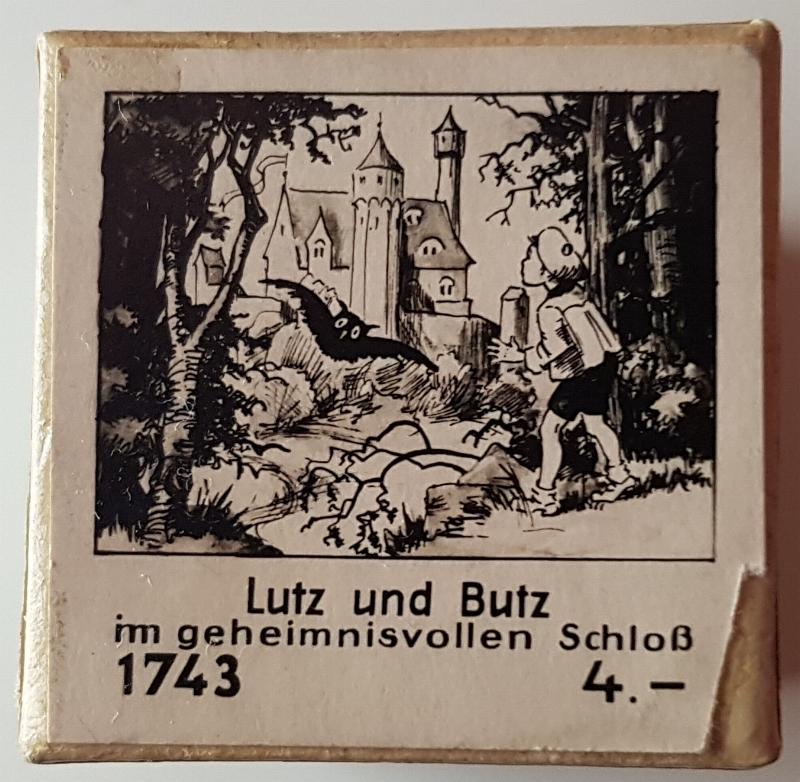 Lutz und Butz
im geheimnisvollen Schloß
1743 4.—